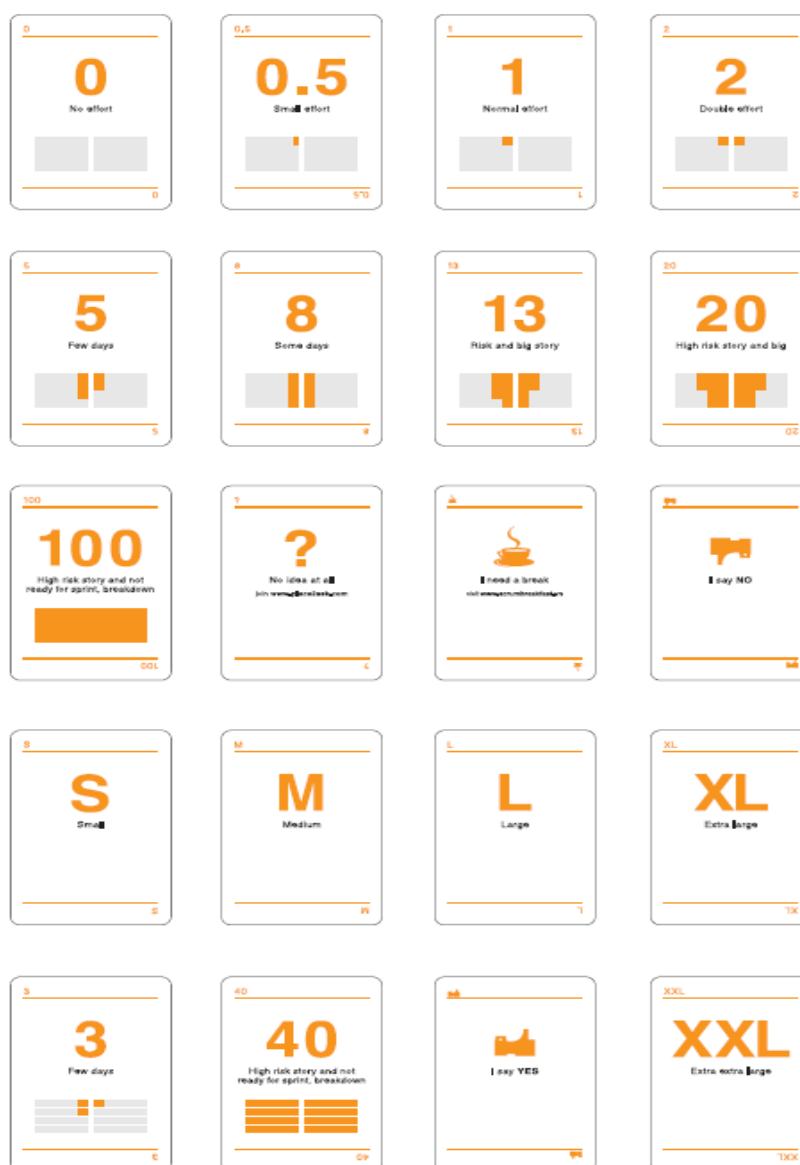 0
0
No effort
0
0,5
0.5
Small effort
0,5
1
1
Normal effort
1
2
2
Double effort
2
5
5
Few days
5
8
8
Some days
8
13
13
Risk and big story
13
20
20
High risk story and big
20
100
100
High risk story and not
ready for sprint, breakdown
100
?
?
No idea at all
?
I need a break
I say NO
S
S
Small
S
M
M
Medium
M
L
L
Large
L
XL
XL
Extra large
XL
3
3
Few days
3
40
40
High risk story and not
ready for sprint, breakdown
40
I say YES
XXL
XXL
Extra extra large
XXL